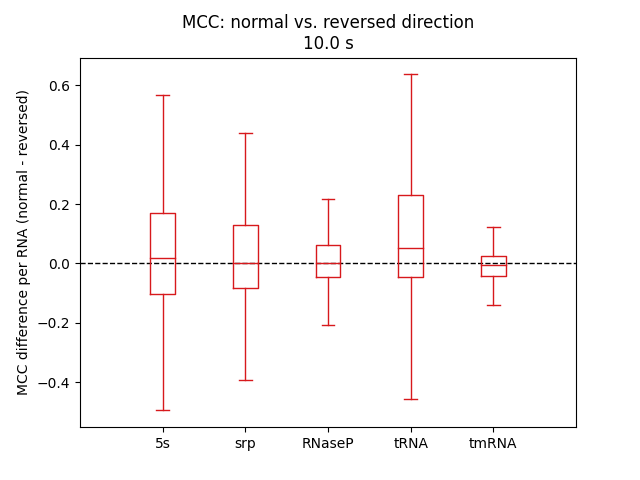 MCC: normal vs. reversed direction
10.0 s
MCC difference per RNA (normal - reversed)
0.6
0.4
0.2
0.0
−0.2
−0.4
5s srp RNaseP tRNA tmRNA